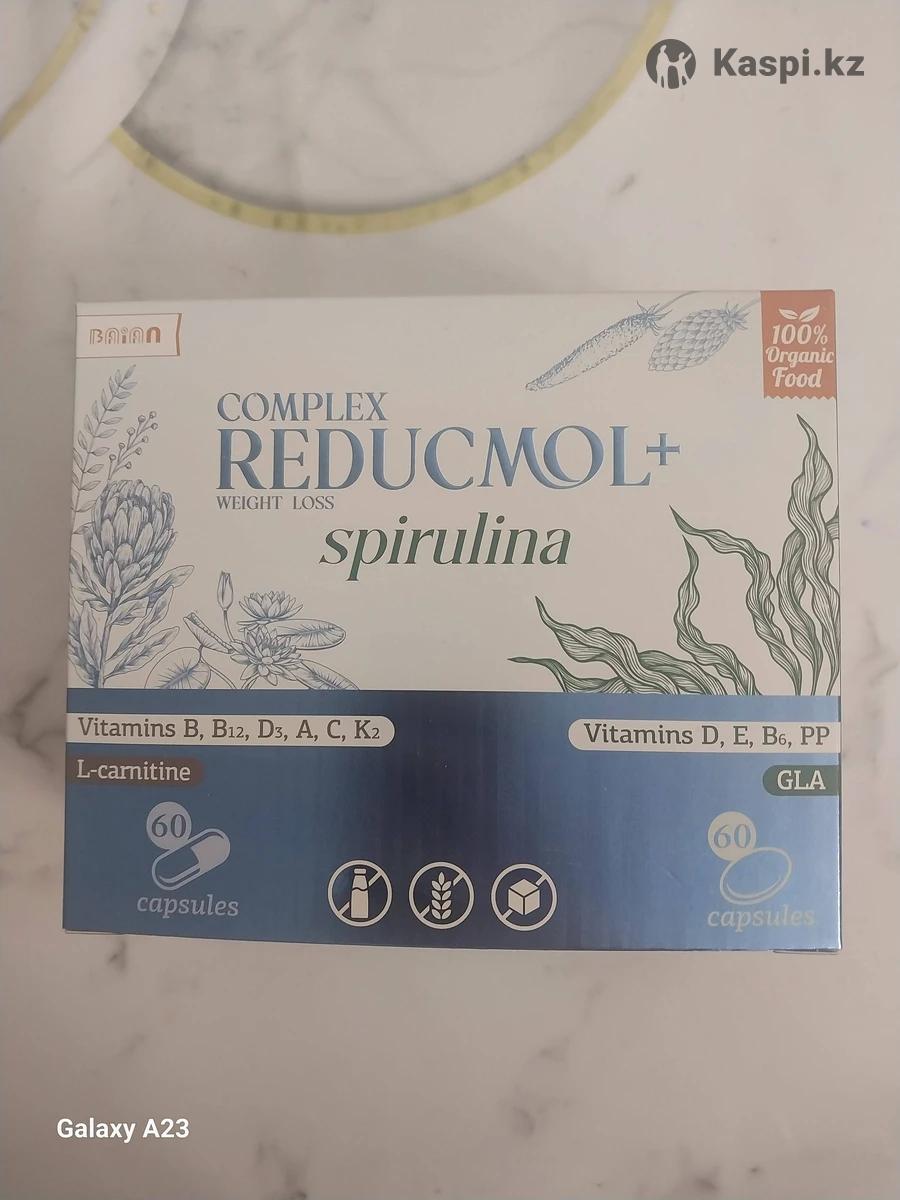 Kaspi.kz
BAIAN
100%
Organic
Food
COMPLEX
REDUCMOL+
WEIGHT LOSS
spirulina
Vitamins B, B12, D3, A, C, K2
Vitamins D, E, B6, PP
L-carnitine
GLA
60
capsules
60
capsules
Galaxy A23